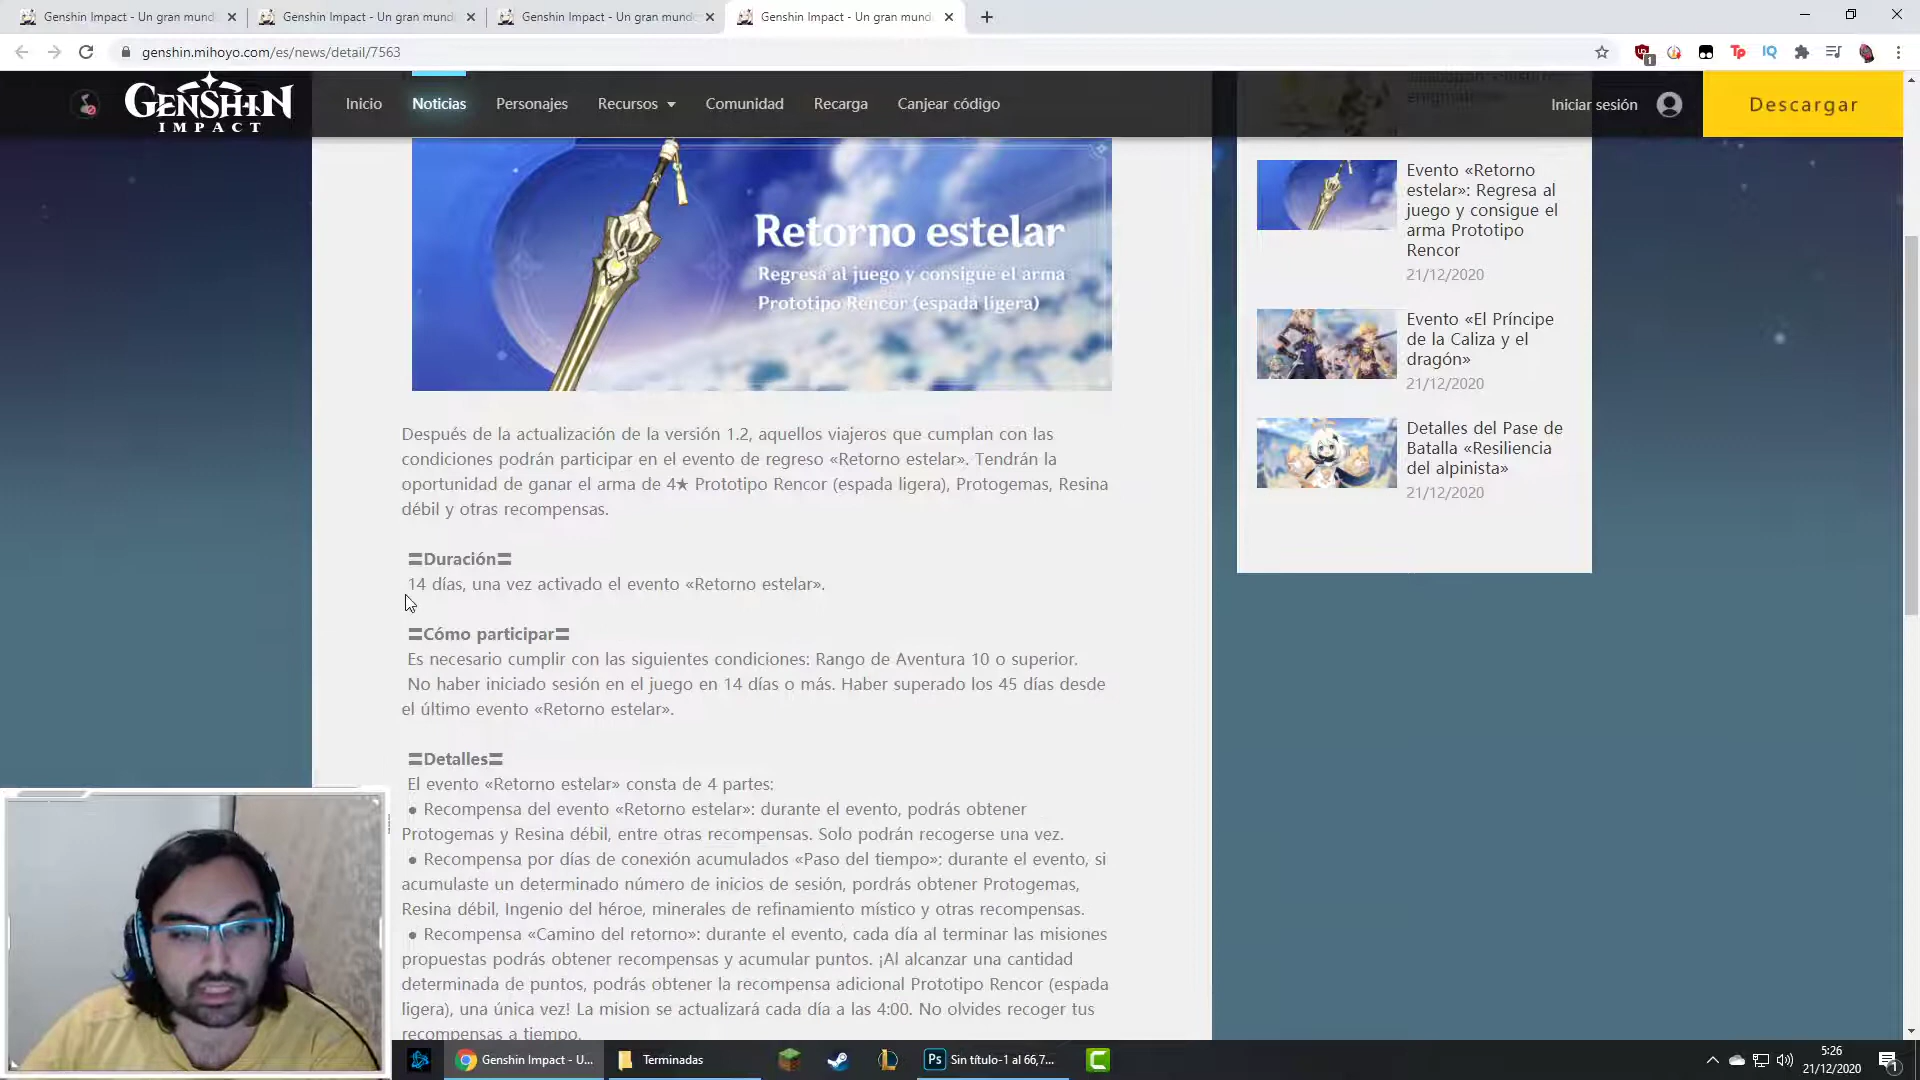 Genshin Impact - Un gran mund
Genshin Impact - Un gran mund
Genshin Impact - Un gran mund
Genshin Impact - Un gran mund
genshin.mihoyo.com/es/news/detail/7563
GENSHIN
IMPACT
Inicio
Noticias
Personajes
Recursos
Comunidad
Recarga
Canjear código
Iniciar sesión
Descargar
Retorno estelar
Regresa al juego y consigue el arma
Prototipo Rencor (espada ligera)
Evento «Retorno
estelar»: Regresa al
juego y consigue el
arma Prototipo
Rencor
21/12/2020
Evento «El Príncipe
de la Caliza y el
dragón»
21/12/2020
Detalles del Pase de
Batalla «Resiliencia
del alpinista»
21/12/2020
Después de la actualización de la versión 1.2, aquellos viajeros que cumplan con las
condiciones podrán participar en el evento de regreso «Retorno estelar». Tendrán la
oportunidad de ganar el arma de 4★ Prototipo Rencor (espada ligera), Protogemas, Resina
débil y otras recompensas.
〓Duración〓
14 días, una vez activado el evento «Retorno estelar».
〓Cómo participar〓
Es necesario cumplir con las siguientes condiciones: Rango de Aventura 10 o superior.
No haber iniciado sesión en el juego en 14 días o más. Haber superado los 45 días desde
el último evento «Retorno estelar».
〓Detalles〓
El evento «Retorno estelar» consta de 4 partes:
● Recompensa del evento «Retorno estelar»: durante el evento, podrás obtener
Protogemas y Resina débil, entre otras recompensas. Solo podrán recogerse una vez.
● Recompensa por días de conexión acumulados «Paso del tiempo»: durante el evento, si
acumulaste un determinado número de inicios de sesión, pordrás obtener Protogemas,
Resina débil, Ingenio del héroe, minerales de refinamiento místico y otras recompensas.
● Recompensa «Camino del retorno»: durante el evento, cada día al terminar las misiones
propuestas podrás obtener recompensas y acumular puntos. ¡Al alcanzar una cantidad
determinada de puntos, podrás obtener la recompensa adicional Prototipo Rencor (espada
ligera), una única vez! La mision se actualizará cada día a las 4:00. No olvides recoger tus
recompensas a tiempo.
Genshin Impact - U...
Terminadas
Ps
Sin título-1 al 66,7...
5:26
21/12/2020